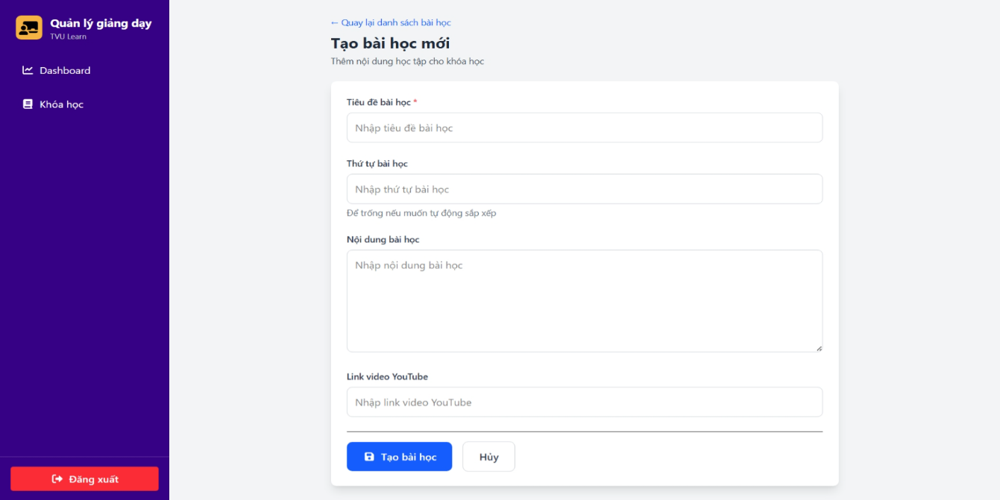 Quản lý giảng dạy
TVU Learn
Dashboard
Khóa học
Đăng xuất
← Quay lại danh sách bài học
Tạo bài học mới
Thêm nội dung học tập cho khóa học
Tiêu đề bài học *
Nhập tiêu đề bài học
Thứ tự bài học
Nhập thứ tự bài học
Để trống nếu muốn tự động sắp xếp
Nội dung bài học
Nhập nội dung bài học
Link video YouTube
Nhập link video YouTube
Tạo bài học
Hủy